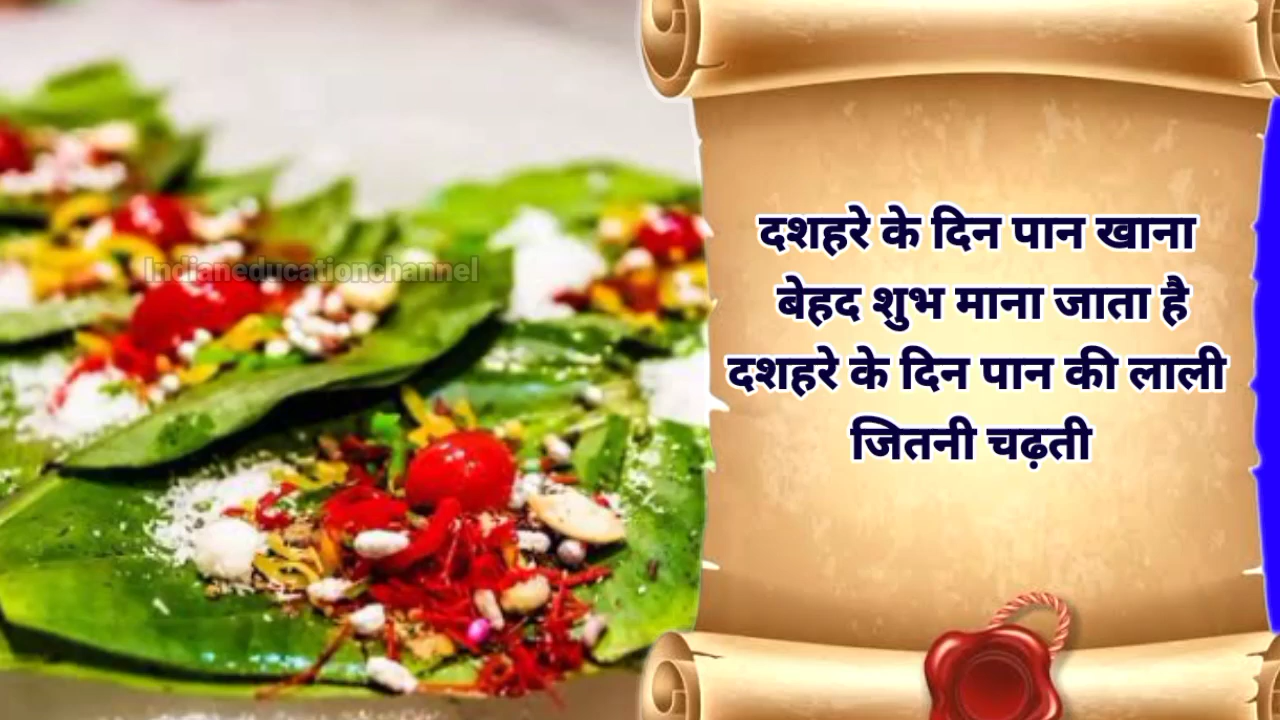 Indianeducationchannel
दशहरे के दिन पान खाना
बेहद शुभ माना जाता है
दशहरे के दिन पान की लाली
जितनी चढ़ती